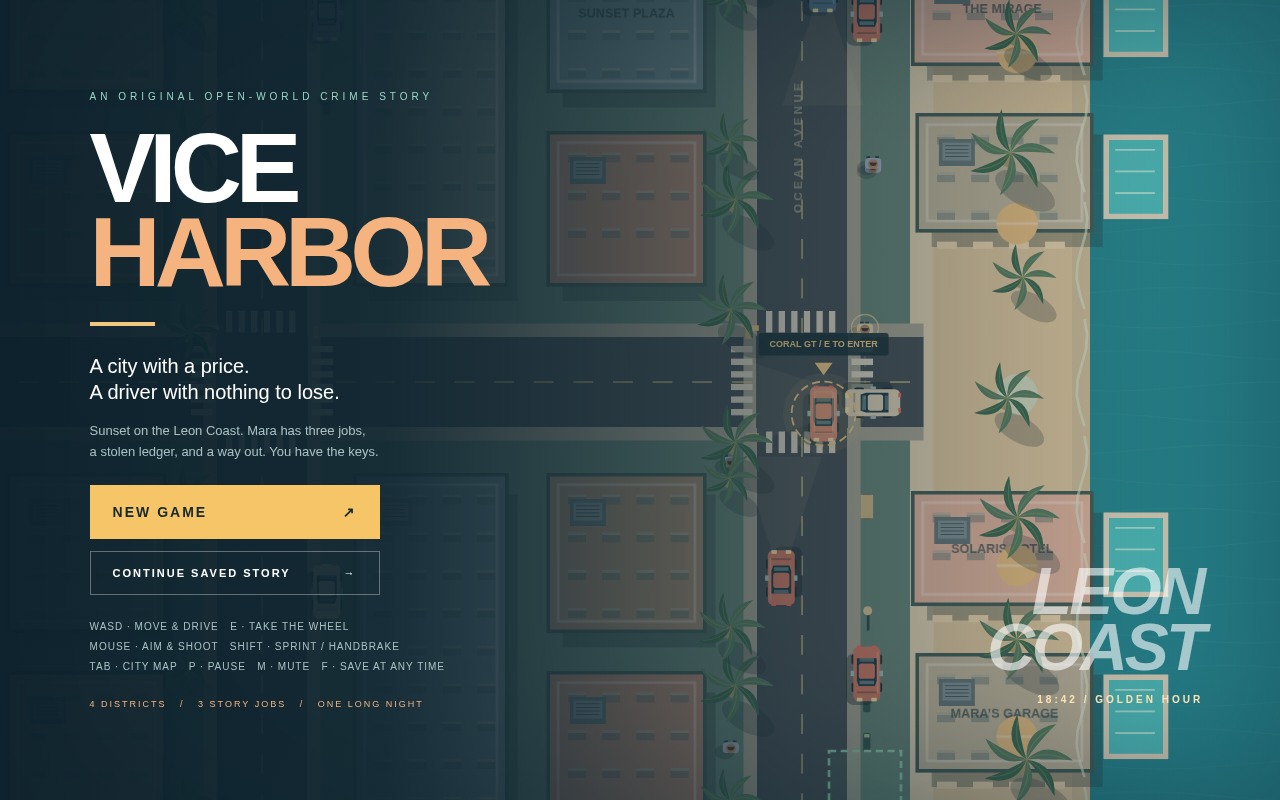 AN ORIGINAL OPEN-WORLD CRIME STORY
VICE
HARBOR
A city with a price.
A driver with nothing to lose.
Sunset on the Leon Coast. Mara has three jobs,
a stolen ledger, and a way out. You have the keys.
NEW GAME ↗
CONTINUE SAVED STORY →
WASD · MOVE & DRIVE E · TAKE THE WHEEL
MOUSE · AIM & SHOOT SHIFT · SPRINT / HANDBRAKE
TAB · CITY MAP P · PAUSE M · MUTE F · SAVE AT ANY TIME
4 DISTRICTS / 3 STORY JOBS / ONE LONG NIGHT
SUNSET PLAZA
OCEAN AVENUE
THE MIRAGE
CORAL GT / E TO ENTER
SOLARIS HOTEL
LEON
COAST
18:42 / GOLDEN HOUR
MARA'S GARAGE